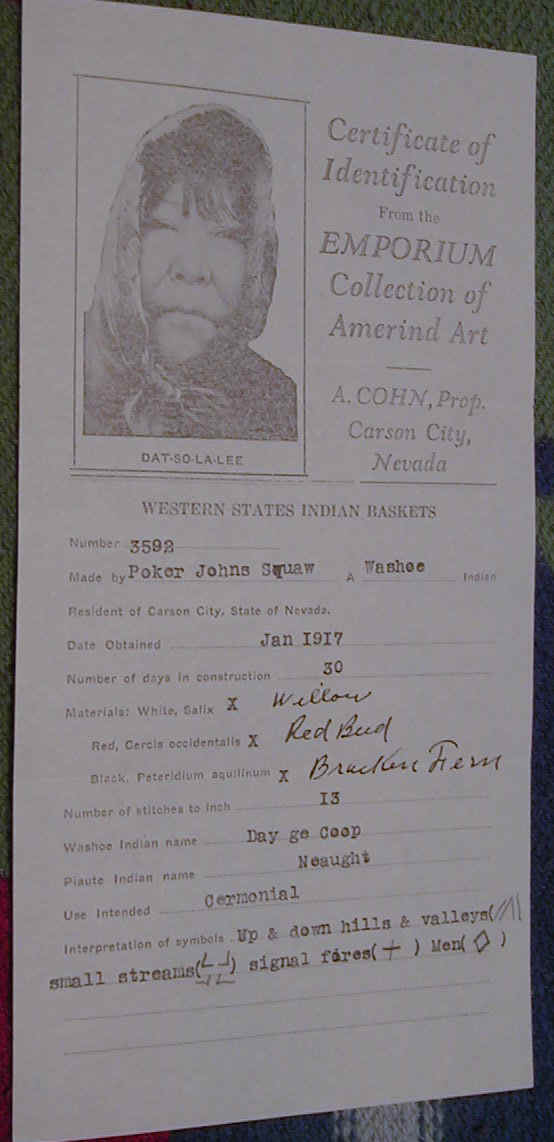 Certificate of
Identification
From the
EMPORIUM
Collection of
Amerind Art
A. COHN, Prop.
Carson City,
Nevada
DAT-SO-LA-LEE
WESTERN STATES INDIAN BASKETS
Number 3592
Made by Poker Johns Squaw A Washoe Indian
Resident of Carson City, State of Nevada.
Date Obtained Jan 1917
Number of days in construction 30
Materials: White, Salix X Willow
Red, Cercis occidentalis X Red Bud
Black, Peteridium aquilinum X Bracken Fern
Number of stitches to inch 13
Washoe Indian name Day ge Coop
Piaute Indian name Neaught
Use Intended Cermonial
Interpretation of symbols Up & down hills & valleys(
small streams( ) signal fires(+) Men(◇)